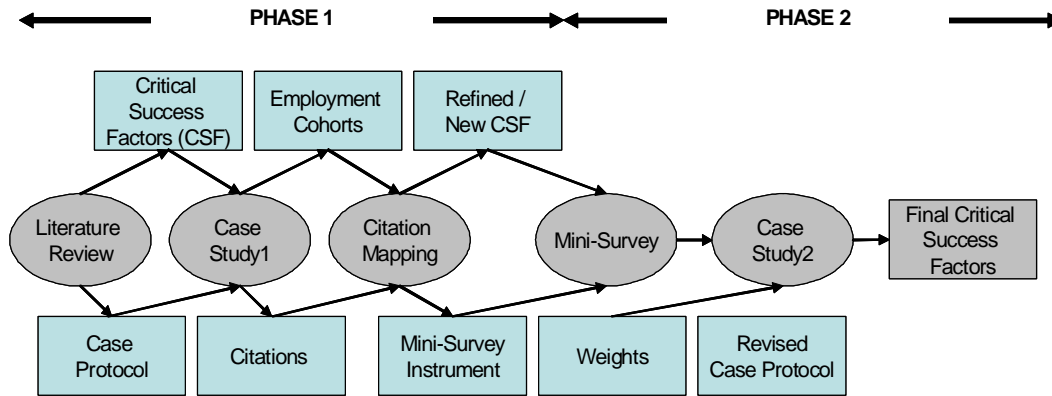 PHASE 1
PHASE 2
Critical
Success
Factors (CSF)
Employment
Cohorts
Refined /
New CSF
Literature
Review
Case
Study1
Citation
Mapping
Mini-Survey
Case
Study2
Final Critical
Success
Factors
Case
Protocol
Citations
Mini-Survey
Instrument
Weights
Revised
Case Protocol